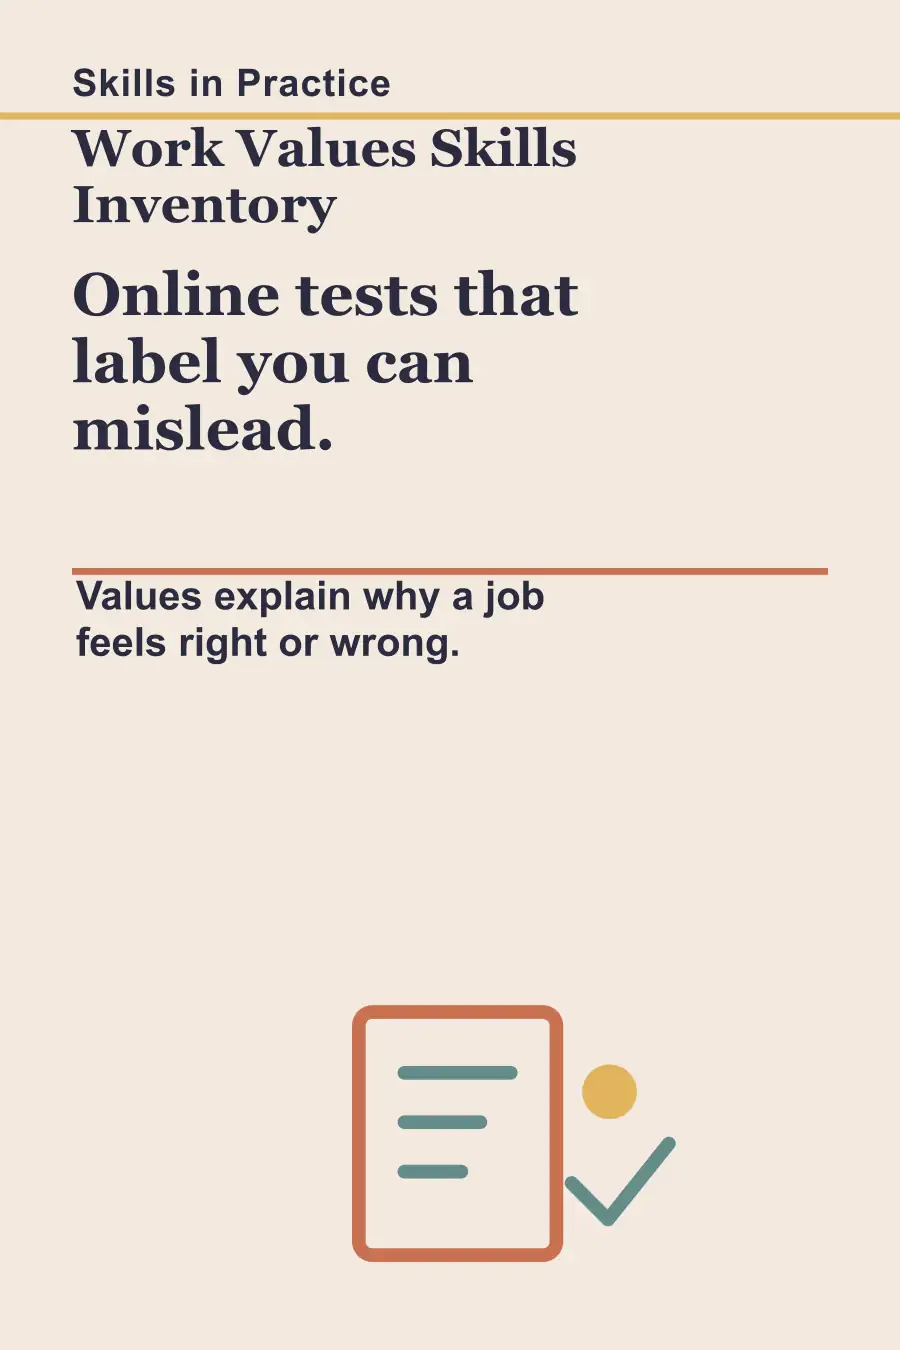 Skills in Practice
Work Values Skills
Inventory
Online tests that
label you can
mislead.
Values explain why a job
feels right or wrong.